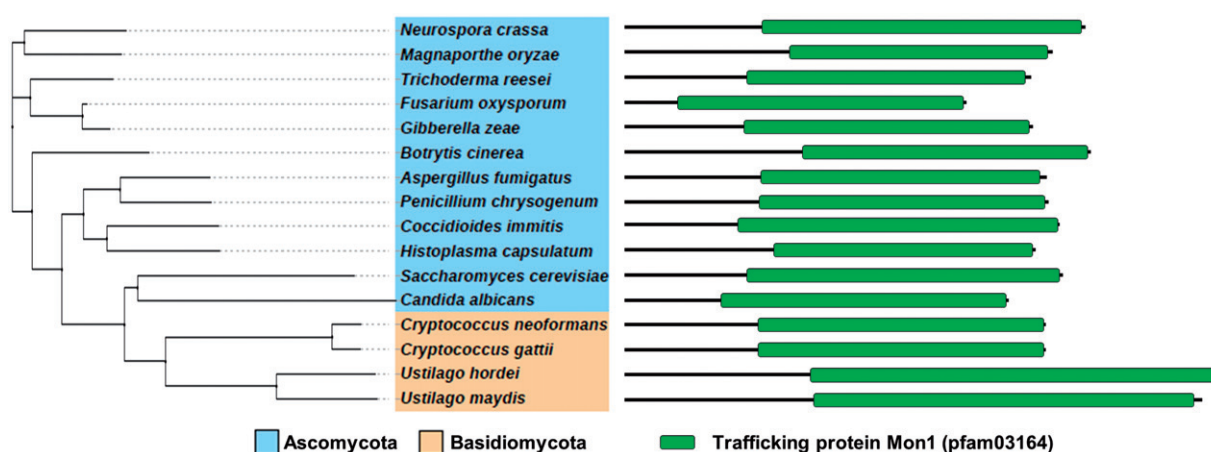 Neurospora crassa
Magnaporthe oryzae
Trichoderma reesei
Fusarium oxysporum
Gibberella zeae
Botrytis cinerea
Aspergillus fumigatus
Penicillium chrysogenum
Coccidioides immitis
Histoplasma capsulatum
Saccharomyces cerevisiae
Candida albicans
Cryptococcus neoformans
Cryptococcus gattii
Ustilago hordei
Ustilago maydis
Ascomycota Basidiomycota Trafficking protein Mon1 (pfam03164)